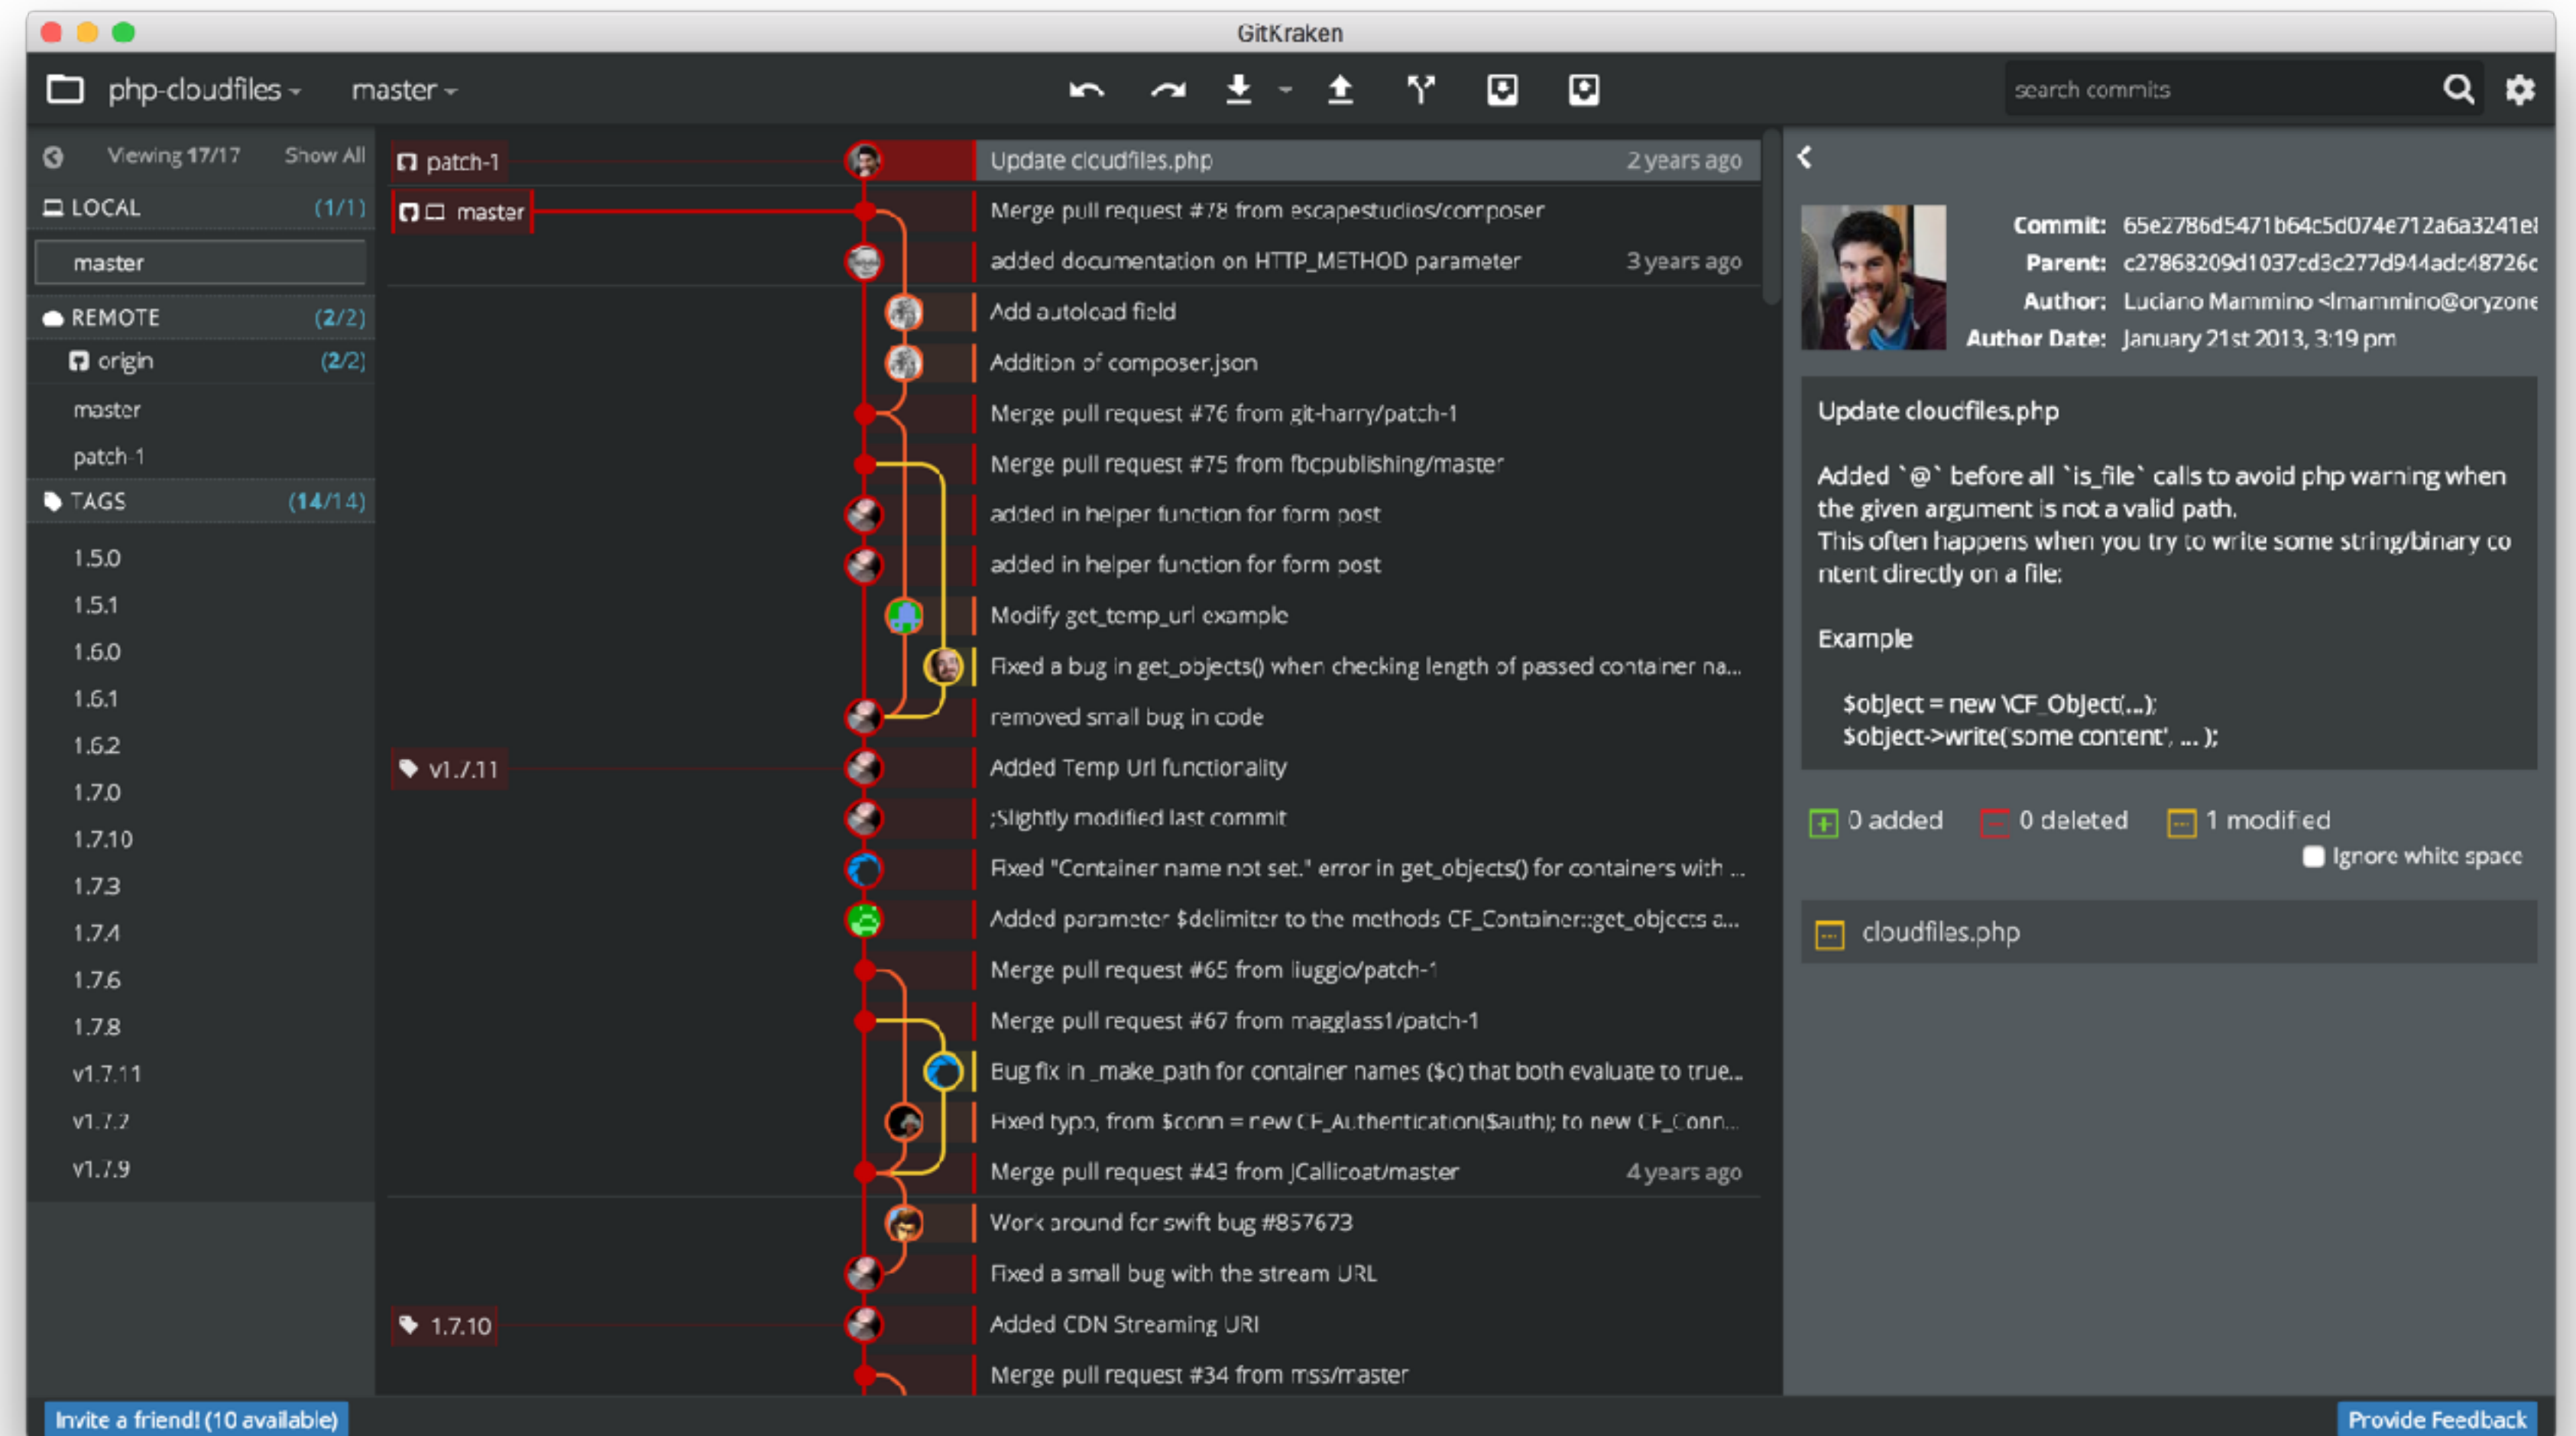 GitKraken
php-cloudfiles master search commits
Viewing 17/17 Show All
LOCAL (1/1)
master
REMOTE (2/2)
origin (2/2)
master
patch-1
TAGS (14/14)
1.5.0
1.5.1
1.6.0
1.6.1
1.6.2
1.7.0
1.7.10
1.7.3
1.7.4
1.7.6
1.7.8
v1.7.11
v1.7.2
v1.7.9
patch-1 Update cloudfiles.php 2 years ago
master Merge pull request #78 from escapestudios/composer
added documentation on HTTP_METHOD parameter 3 years ago
Add autoload field
Addition of composer.json
Merge pull request #76 from git-harry/patch-1
Merge pull request #75 from fbcpublishing/master
added in helper function for form post
added in helper function for form post
Modify get_temp_url example
Fixed a bug in get_objects() when checking length of passed container na...
removed small bug in code
v1.7.11 Added Temp Url functionality
;Slightly modified last commit
Fixed "Container name not set." error in get_objects() for containers with ...
Added parameter $delimiter to the methods CF_Container::get_objects a...
Merge pull request #65 from liuggio/patch-1
Merge pull request #67 from magglass1/patch-1
Bug fix in _make_path for container names ($c) that both evaluate to true...
Fixed typo, from $conn = new CF_Authentication($auth); to new CF_Conn...
Merge pull request #43 from JCallicoat/master 4 years ago
Work around for swift bug #857673
Fixed a small bug with the stream URL
1.7.10 Added CDN Streaming URI
Merge pull request #34 from mss/master
Commit: 65e2786d5471b64c5d074e712a6a3241e
Parent: c27868209d1037cd3c277d944adc48726c
Author: Luciano Mammino <lmammino@oryzone
Author Date: January 21st 2013, 3:19 pm
Update cloudfiles.php
Added `@` before all `is_file` calls to avoid php warning when
the given argument is not a valid path.
This often happens when you try to write some string/binary co
ntent directly on a file:
Example
$object = new \CF_Object(...);
$object->write('some content', ... );
0 added 0 deleted 1 modified
Ignore white space
cloudfiles.php
Invite a friend! (10 available) Provide Feedback